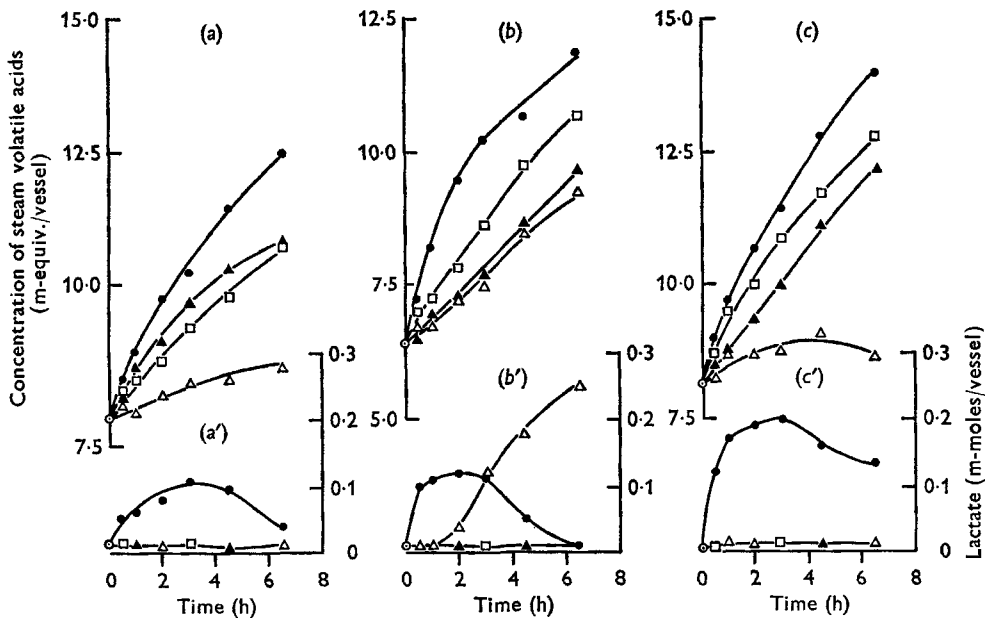 Concentration of steam volatile acids
(m-equiv./vessel)
15·0
12·5
10·0
7·5
(a)
12·5
10·0
7·5
5·0
(b)
15·0
12·5
10·0
7·5
(c)
0·3
0·2
0·1
0
(a′)
0·3
0·2
0·1
0
(b′)
0·3
0·2
0·1
0
(c′)
Lactate (m-moles/vessel)
0 2 4 6 8
Time (h)
0 2 4 6 8
Time (h)
0 2 4 6 8
Time (h)